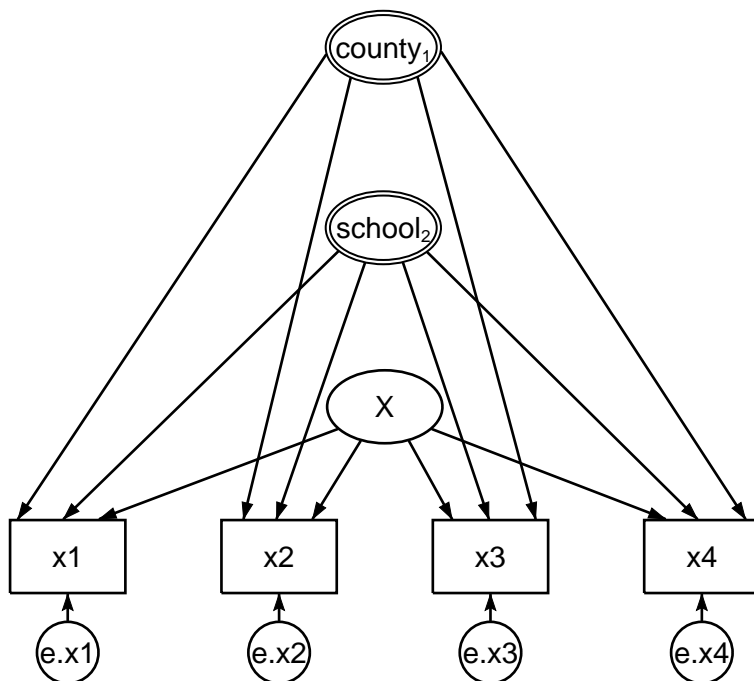 county₁
school₂
X
x1 x2 x3 x4
e.x1 e.x2 e.x3 e.x4